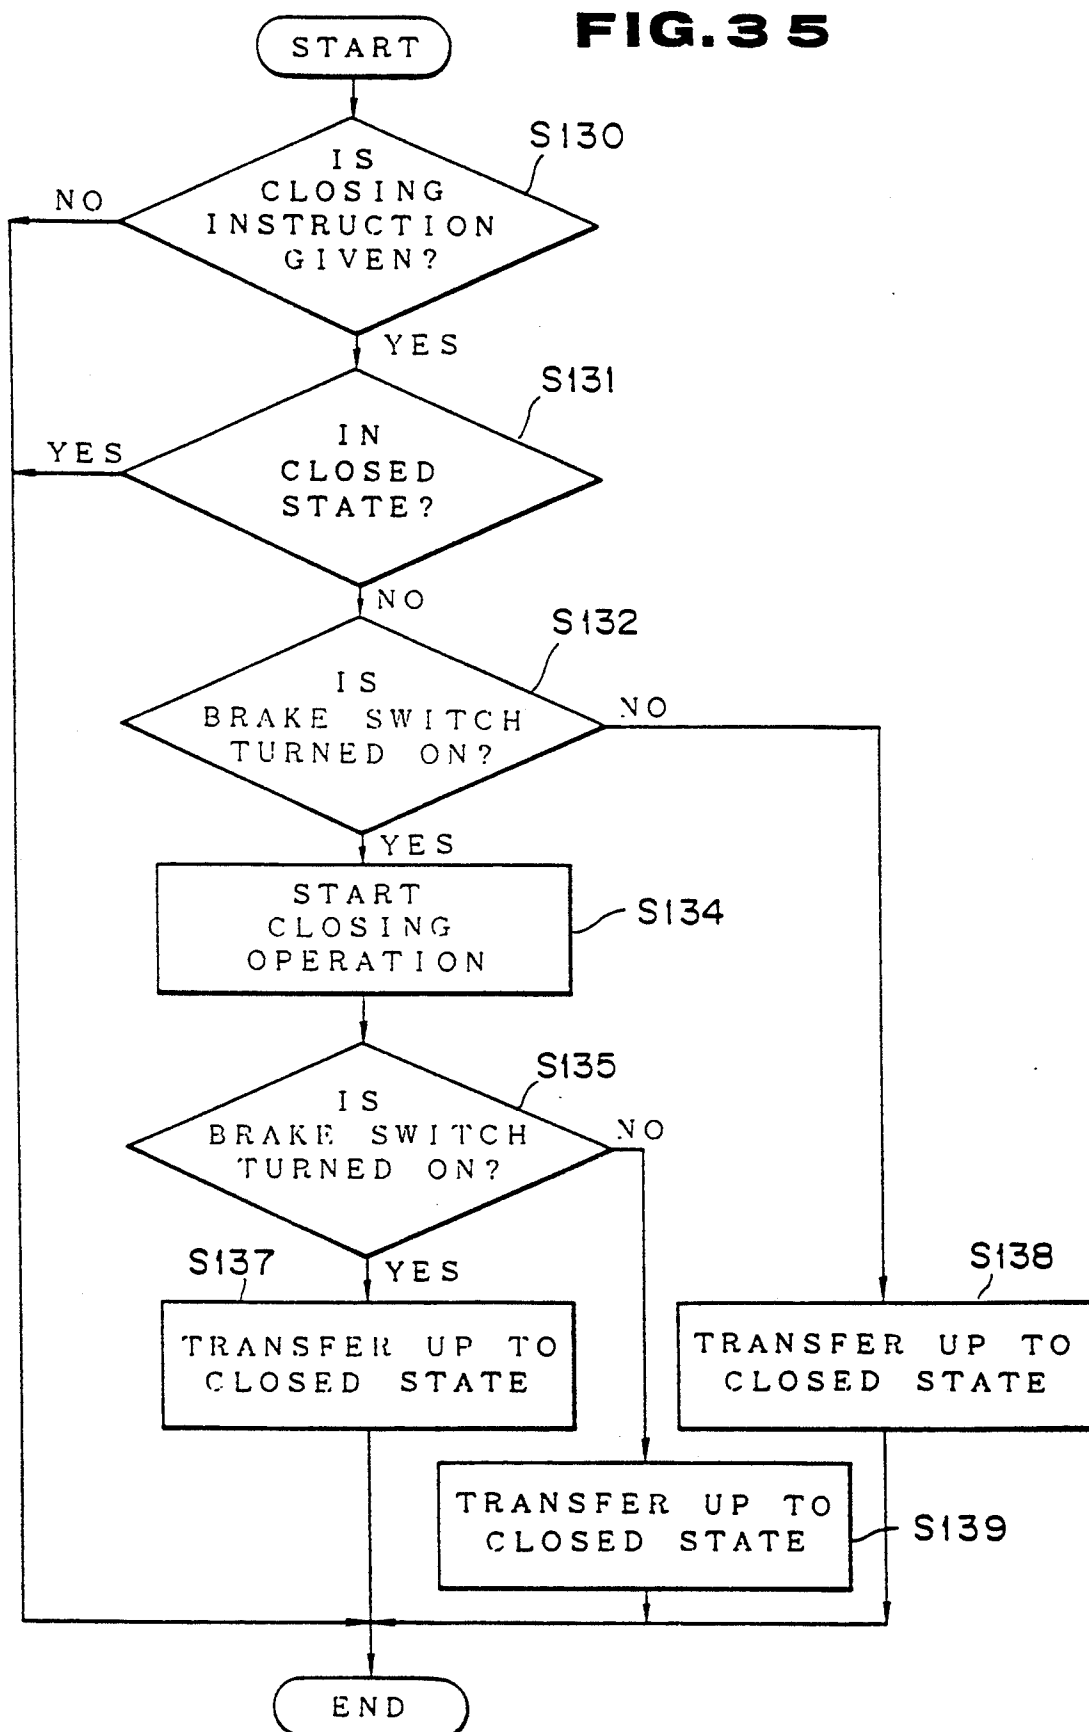 FIG.35
START
S130
IS
CLOSING
INSTRUCTION
GIVEN?
NO
YES
S131
IN
CLOSED
STATE?
YES
NO
S132
IS
BRAKE SWITCH
TURNED ON?
NO
YES
START
CLOSING
OPERATION
S134
S135
IS
BRAKE SWITCH
TURNED ON?
NO
YES
S137
TRANSFER UP TO
CLOSED STATE
S138
TRANSFER UP TO
CLOSED STATE
TRANSFER UP TO
CLOSED STATE
S139
END